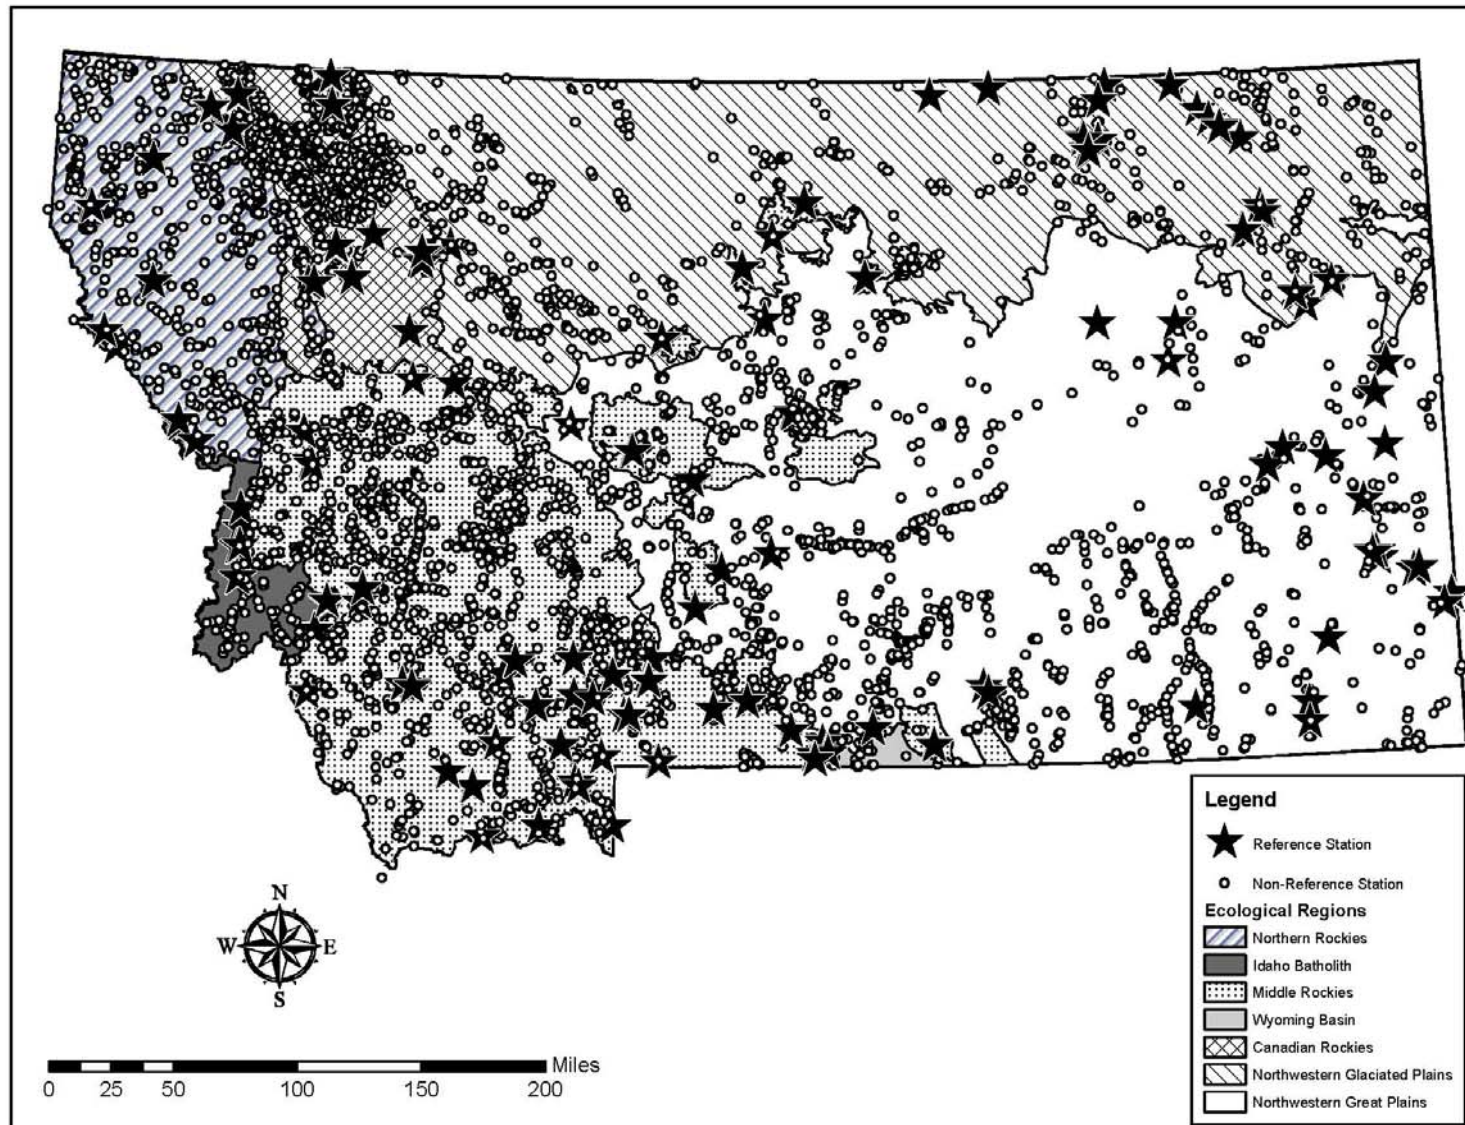 Legend
Reference Station
Non-Reference Station
Ecological Regions
Northern Rockies
Idaho Batholith
Middle Rockies
Wyoming Basin
Canadian Rockies
Northwestern Glaciated Plains
Northwestern Great Plains
N
W E
S
Miles
0 25 50 100 150 200